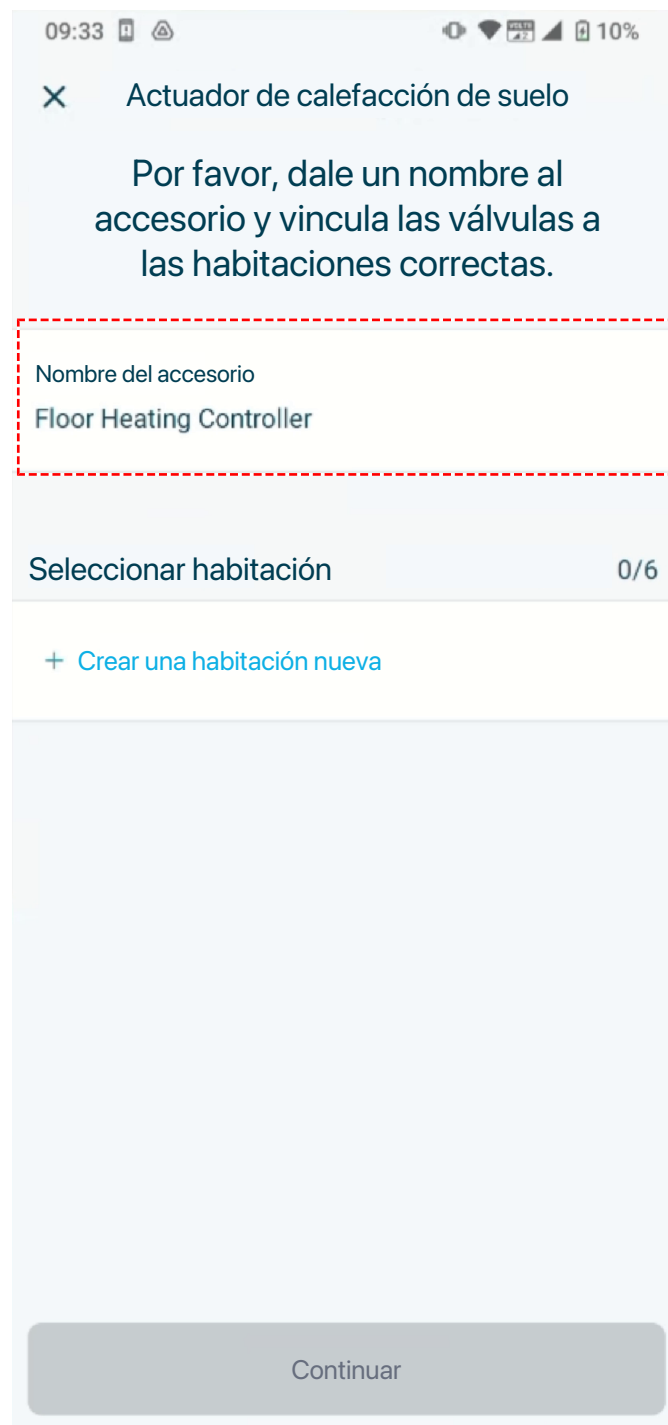 09:33
10%
Actuador de calefacción de suelo
Por favor, dale un nombre al
accesorio y vincula las válvulas a
las habitaciones correctas.
Nombre del accesorio
Floor Heating Controller
Seleccionar habitación 0/6
+ Crear una habitación nueva
Continuar